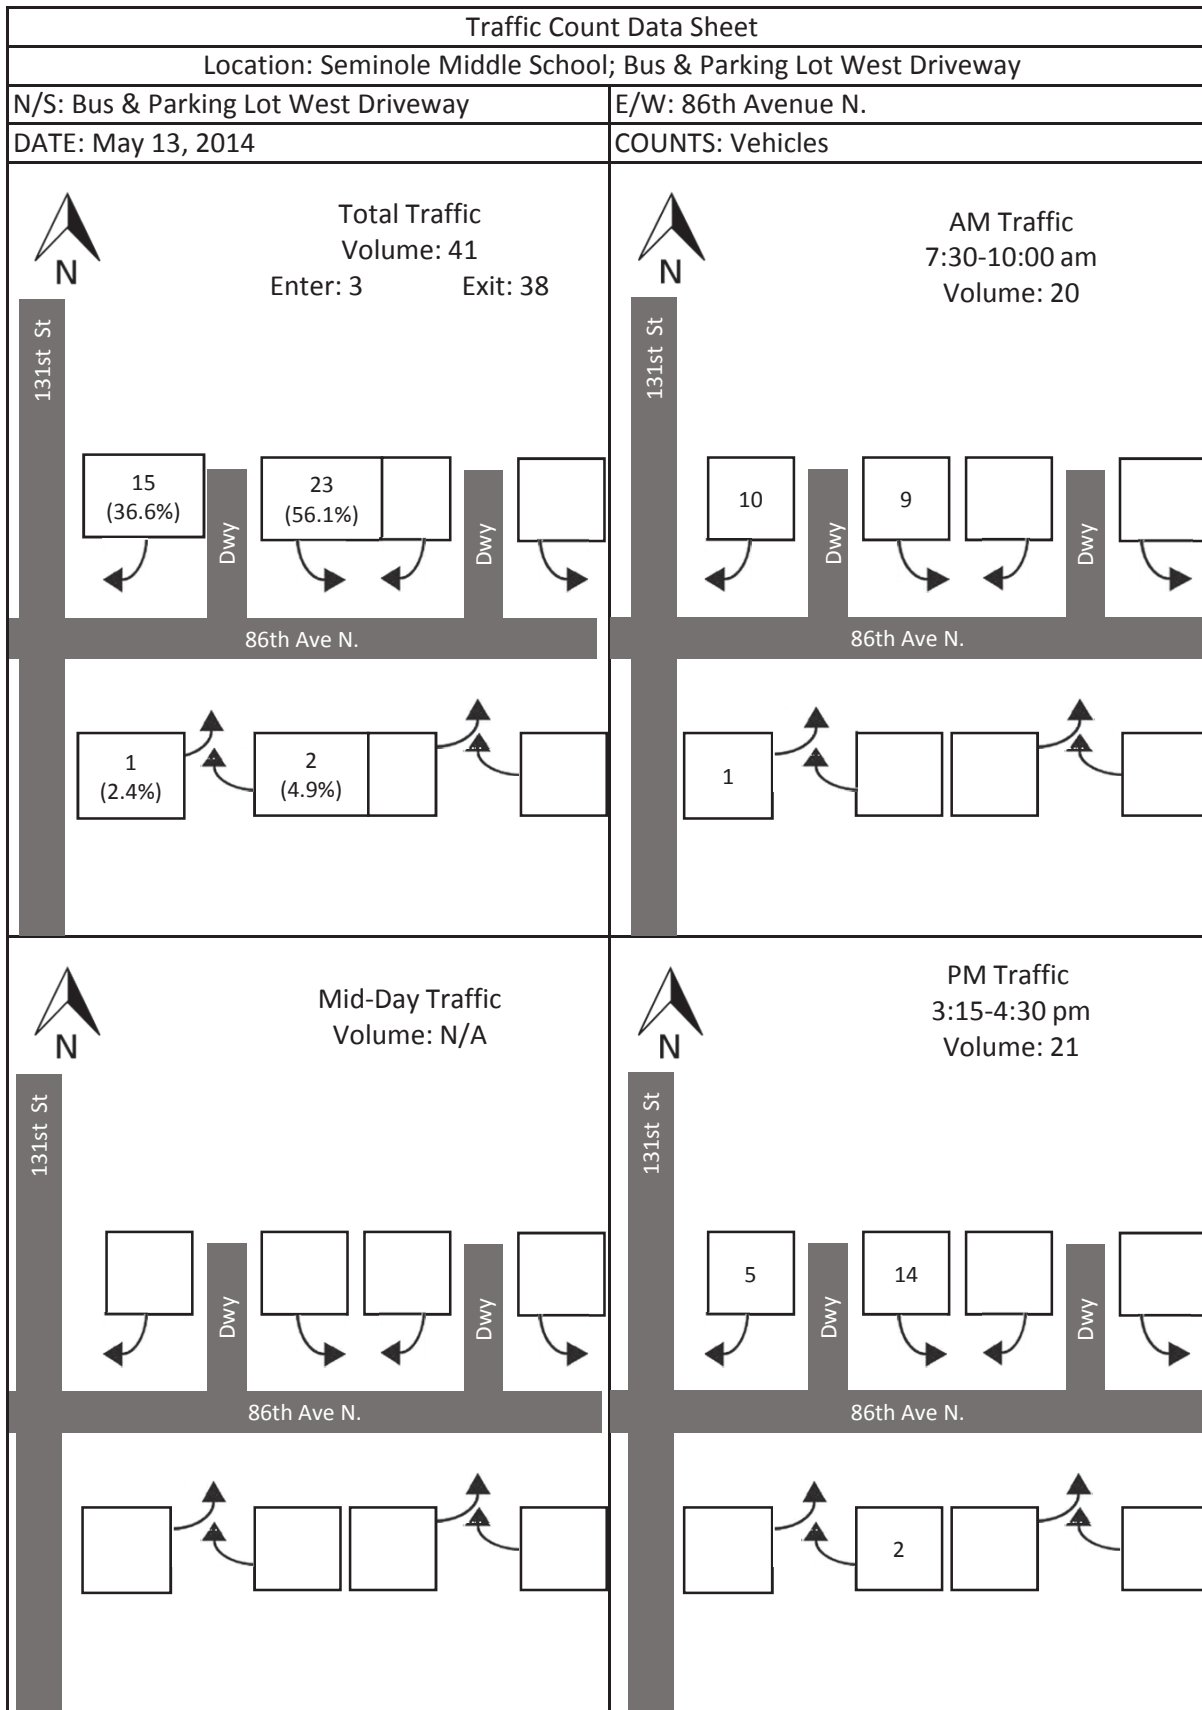 Traffic Count Data Sheet
Location: Seminole Middle School; Bus & Parking Lot West Driveway
N/S: Bus & Parking Lot West Driveway
E/W: 86th Avenue N.
DATE: May 13, 2014
COUNTS: Vehicles
N
Total Traffic
Volume: 41
Enter: 3 Exit: 38
131st St
15
(36.6%)
Dwy
23
(56.1%)
Dwy
86th Ave N.
1
(2.4%)
2
(4.9%)
N
AM Traffic
7:30-10:00 am
Volume: 20
131st St
10
Dwy
9
Dwy
86th Ave N.
1
N
Mid-Day Traffic
Volume: N/A
131st St
Dwy
Dwy
86th Ave N.
N
PM Traffic
3:15-4:30 pm
Volume: 21
131st St
5
Dwy
14
Dwy
86th Ave N.
2